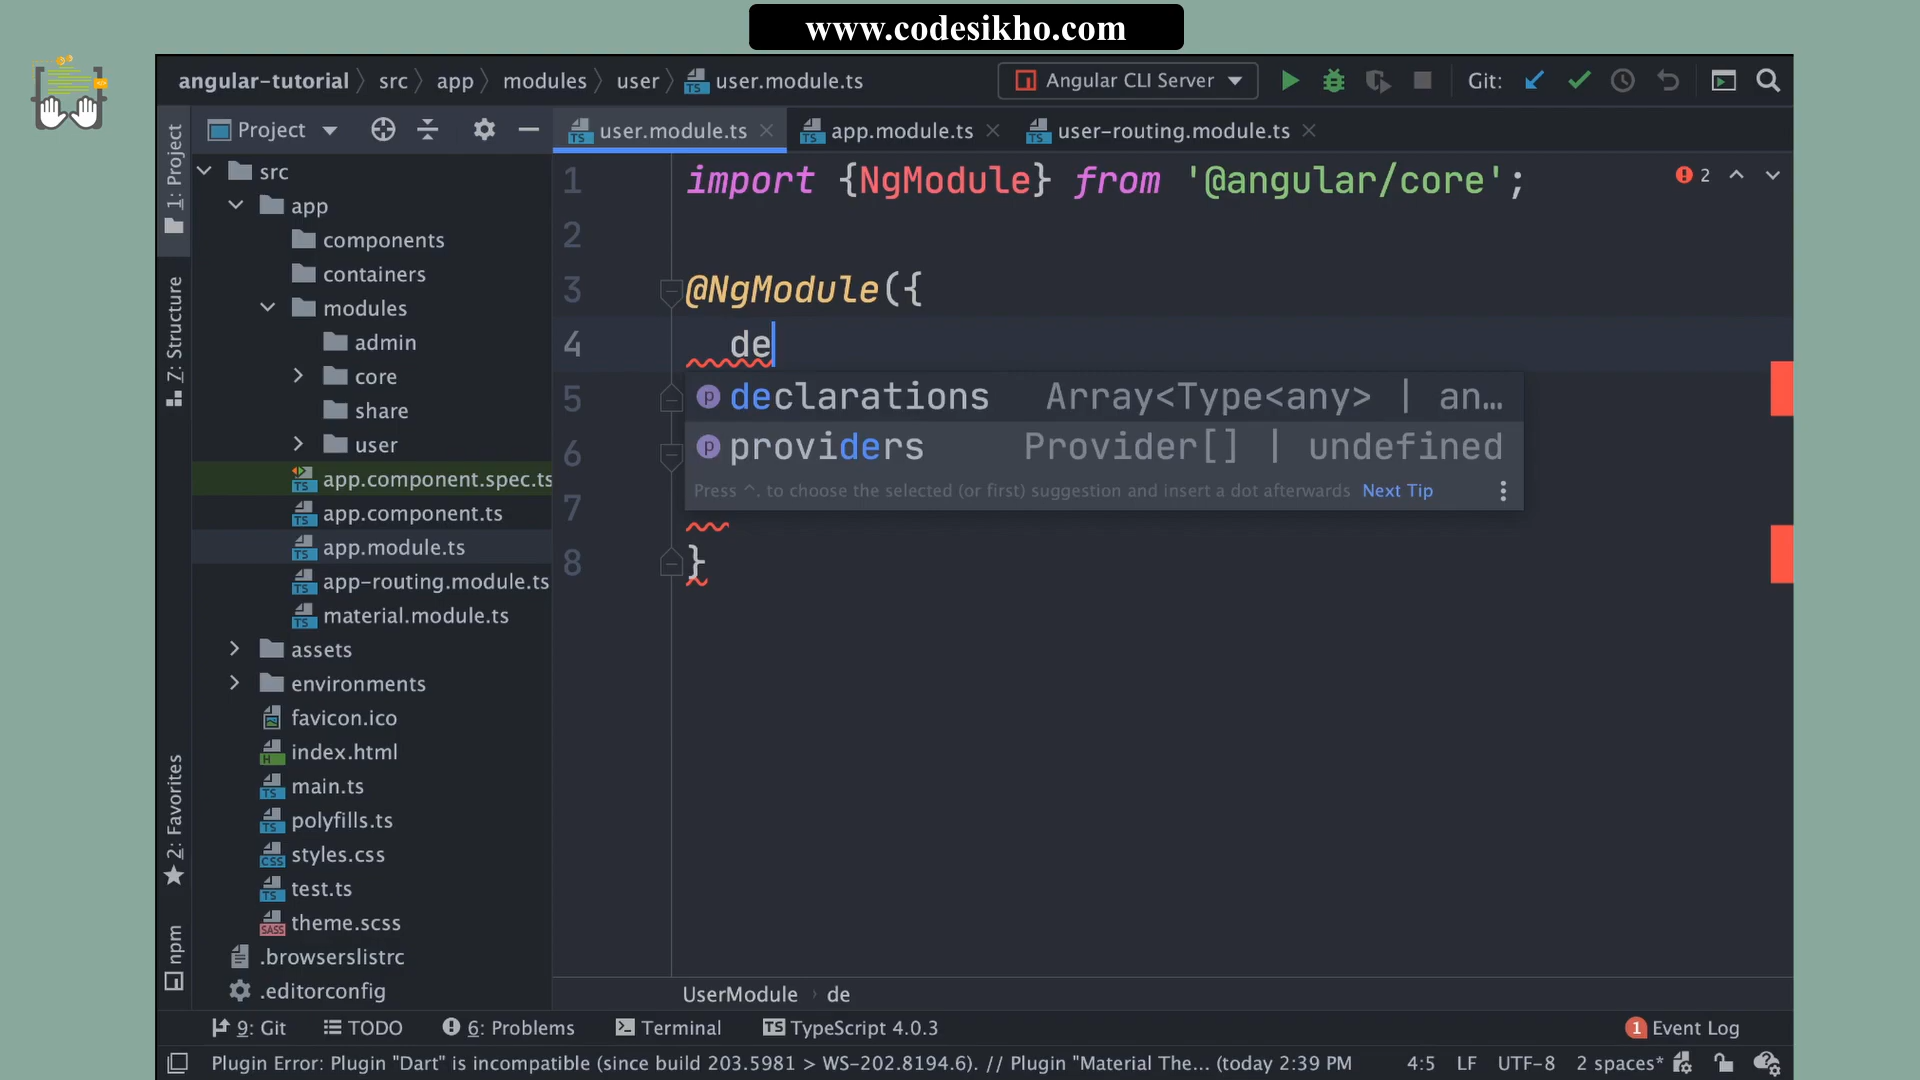 www.codesikho.com
angular-tutorial src app modules user user.module.ts Angular CLI Server Git:
Project user.module.ts app.module.ts user-routing.module.ts
1: Project
Z: Structure
2: Favorites
npm
src
app
components
containers
modules
admin
core
share
user
app.component.spec.ts
app.component.ts
app.module.ts
app-routing.module.ts
material.module.ts
assets
environments
favicon.ico
index.html
main.ts
polyfills.ts
styles.css
test.ts
theme.scss
.browserslistrc
.editorconfig
1 import {NgModule} from '@angular/core'; 2
2
3 @NgModule({
4 de
5
6
7
8 }
declarations Array<Type<any> | an…
providers Provider[] | undefined
Press ^. to choose the selected (or first) suggestion and insert a dot afterwards Next Tip
UserModule › de
9: Git TODO 6: Problems Terminal TypeScript 4.0.3 1 Event Log
Plugin Error: Plugin "Dart" is incompatible (since build 203.5981 > WS-202.8194.6). // Plugin "Material The... (today 2:39 PM 4:5 LF UTF-8 2 spaces*